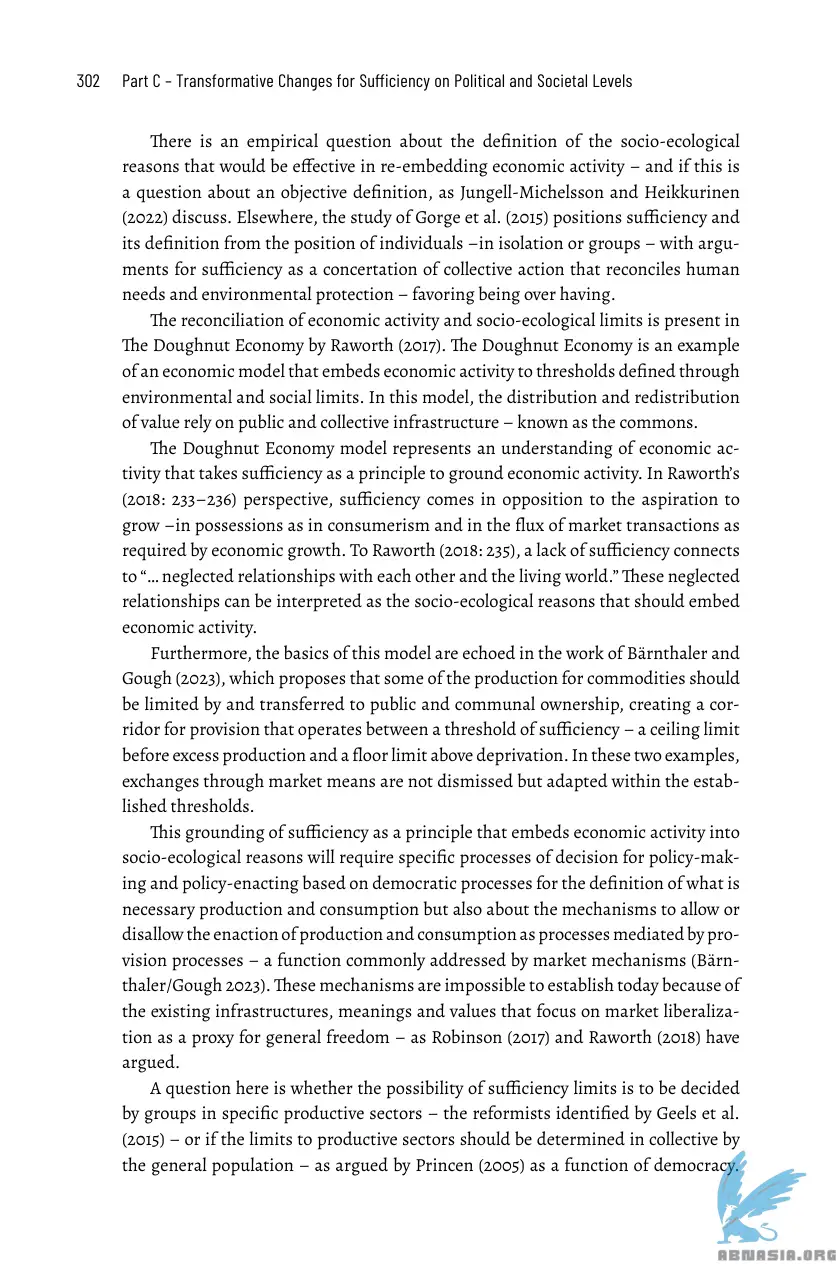 302 Part C – Transformative Changes for Sufficiency on Political and Societal Levels
There is an empirical question about the definition of the socio-ecological
reasons that would be effective in re-embedding economic activity – and if this is
a question about an objective definition, as Jungell-Michelsson and Heikkurinen
(2022) discuss. Elsewhere, the study of Gorge et al. (2015) positions sufficiency and
its definition from the position of individuals –in isolation or groups – with argu-
ments for sufficiency as a concertation of collective action that reconciles human
needs and environmental protection – favoring being over having.
The reconciliation of economic activity and socio-ecological limits is present in
The Doughnut Economy by Raworth (2017). The Doughnut Economy is an example
of an economic model that embeds economic activity to thresholds defined through
environmental and social limits. In this model, the distribution and redistribution
of value rely on public and collective infrastructure – known as the commons.
The Doughnut Economy model represents an understanding of economic ac-
tivity that takes sufficiency as a principle to ground economic activity. In Raworth’s
(2018: 233–236) perspective, sufficiency comes in opposition to the aspiration to
grow –in possessions as in consumerism and in the flux of market transactions as
required by economic growth. To Raworth (2018: 235), a lack of sufficiency connects
to “… neglected relationships with each other and the living world.” These neglected
relationships can be interpreted as the socio-ecological reasons that should embed
economic activity.
Furthermore, the basics of this model are echoed in the work of Bärnthaler and
Gough (2023), which proposes that some of the production for commodities should
be limited by and transferred to public and communal ownership, creating a cor-
ridor for provision that operates between a threshold of sufficiency – a ceiling limit
before excess production and a floor limit above deprivation. In these two examples,
exchanges through market means are not dismissed but adapted within the estab-
lished thresholds.
This grounding of sufficiency as a principle that embeds economic activity into
socio-ecological reasons will require specific processes of decision for policy-mak-
ing and policy-enacting based on democratic processes for the definition of what is
necessary production and consumption but also about the mechanisms to allow or
disallow the enaction of production and consumption as processes mediated by pro-
vision processes – a function commonly addressed by market mechanisms (Bärn-
thaler/Gough 2023). These mechanisms are impossible to establish today because of
the existing infrastructures, meanings and values that focus on market liberaliza-
tion as a proxy for general freedom – as Robinson (2017) and Raworth (2018) have
argued.
A question here is whether the possibility of sufficiency limits is to be decided
by groups in specific productive sectors – the reformists identified by Geels et al.
(2015) – or if the limits to productive sectors should be determined in collective by
the general population – as argued by Princen (2005) as a function of democracy.
ABNASIA.ORG